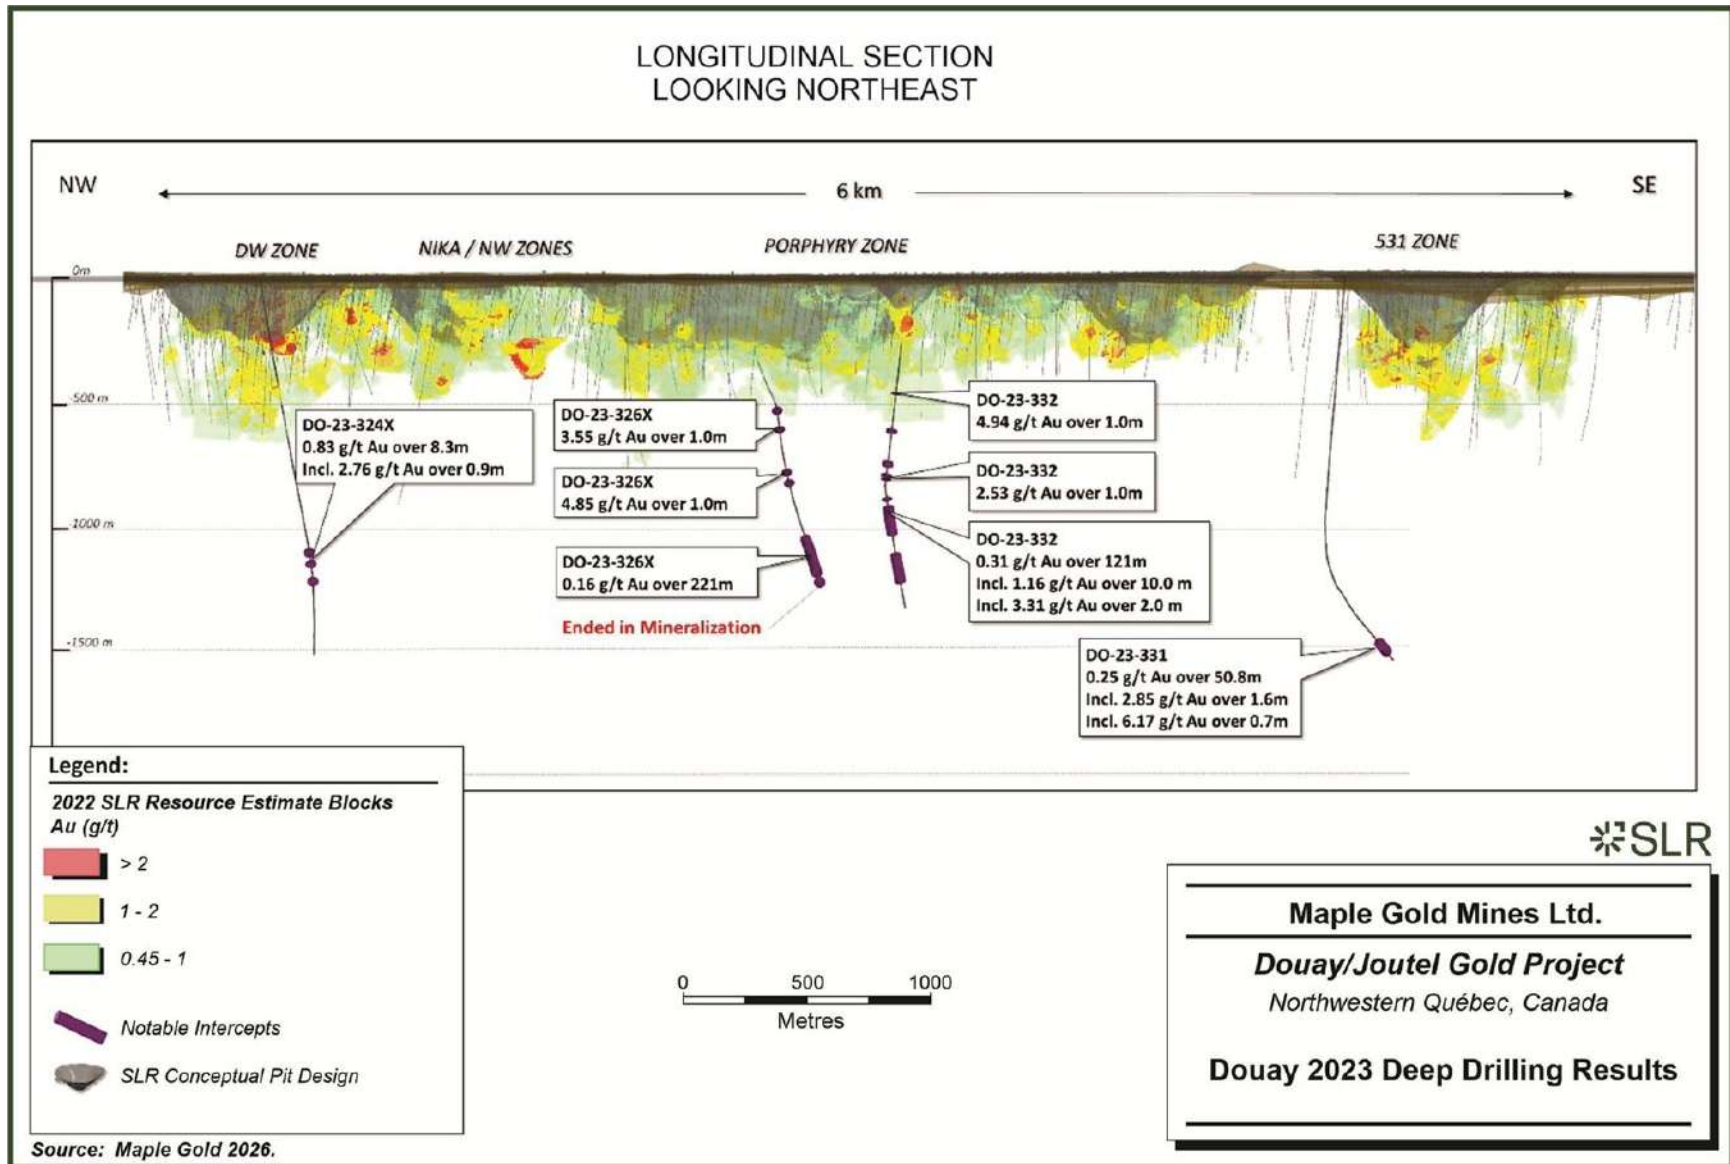 LONGITUDINAL SECTION
LOOKING NORTHEAST
NW
6 km
SE
DW ZONE
NIKA / NW ZONES
PORPHYRY ZONE
531 ZONE
0m
-500 m
-1000 m
-1500 m
DO-23-324X
0.83 g/t Au over 8.3m
Incl. 2.76 g/t Au over 0.9m
DO-23-326X
3.55 g/t Au over 1.0m
DO-23-326X
4.85 g/t Au over 1.0m
DO-23-326X
0.16 g/t Au over 221m
Ended in Mineralization
DO-23-332
4.94 g/t Au over 1.0m
DO-23-332
2.53 g/t Au over 1.0m
DO-23-332
0.31 g/t Au over 121m
Incl. 1.16 g/t Au over 10.0 m
Incl. 3.31 g/t Au over 2.0 m
DO-23-331
0.25 g/t Au over 50.8m
Incl. 2.85 g/t Au over 1.6m
Incl. 6.17 g/t Au over 0.7m
Legend:
2022 SLR Resource Estimate Blocks
Au (g/t)
> 2
1 - 2
0.45 - 1
Notable Intercepts
SLR Conceptual Pit Design
Source: Maple Gold 2026.
0 500 1000
Metres
SLR
Maple Gold Mines Ltd.
Douay/Joutel Gold Project
Northwestern Québec, Canada
Douay 2023 Deep Drilling Results